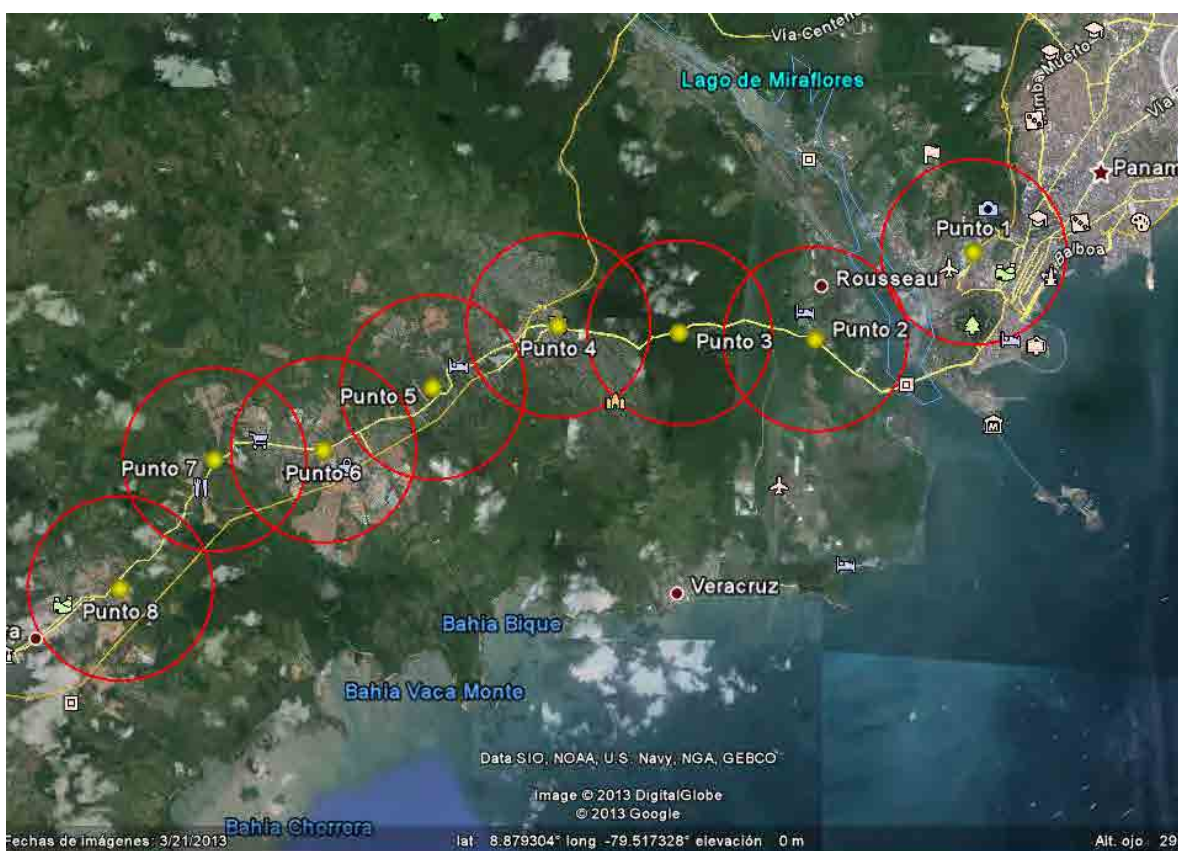 Vía Centen
Lago de Miraflores
Vía
Panam
Punto 1
Balboa
Rousseau
Punto 2
Punto 3
Punto 4
Punto 5
Punto 6
Punto 7
Punto 8
Veracruz
Bahia Bique
Bahia Vaca Monte
Data SIO, NOAA, U.S. Navy, NGA, GEBCO
Image © 2013 DigitalGlobe
© 2013 Google
Bahia Chorrera
Fechas de imágenes: 3/21/2013
lat 8.879304° long -79.517328° elevación 0 m
Alt. ojo 29